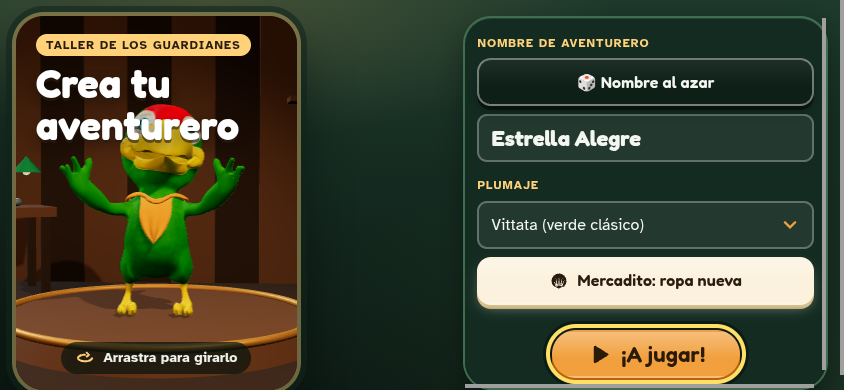 TALLER DE LOS GUARDIANES
Crea tu
aventurero
Arrastra para girarlo
NOMBRE DE AVENTURERO
Nombre al azar
Estrella Alegre
PLUMAJE
Vittata (verde clásico)
Mercadito: ropa nueva
¡A jugar!